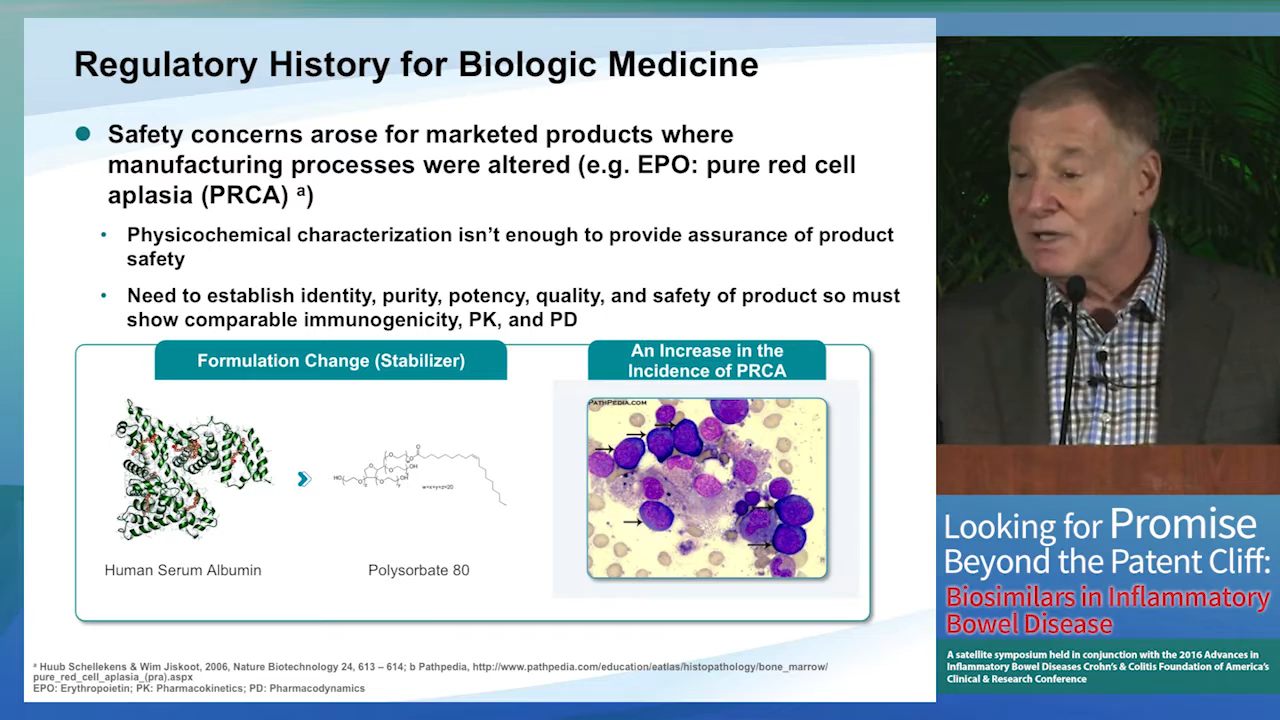 Regulatory History for Biologic Medicine
Safety concerns arose for marketed products where
manufacturing processes were altered (e.g. EPO: pure red cell
aplasia (PRCA) ᵃ)
Physicochemical characterization isn’t enough to provide assurance of product
safety
Need to establish identity, purity, potency, quality, and safety of product so must
show comparable immunogenicity, PK, and PD
Formulation Change (Stabilizer)
An Increase in the
Incidence of PRCA
PATHPEDIA.COM
HO
OH
OH
O
w+x+y+z=20
Human Serum Albumin
Polysorbate 80
ᵃ Huub Schellekens & Wim Jiskoot, 2006, Nature Biotechnology 24, 613 – 614; b Pathpedia, http://www.pathpedia.com/education/eatlas/histopathology/bone_marrow/
pure_red_cell_aplasia_(pra).aspx
EPO: Erythropoietin; PK: Pharmacokinetics; PD: Pharmacodynamics
Looking for Promise
Beyond the Patent Cliff:
Biosimilars in Inflammatory
Bowel Disease
A satellite symposium held in conjunction with the 2016 Advances in
Inflammatory Bowel Diseases Crohn’s & Colitis Foundation of America’s
Clinical & Research Conference